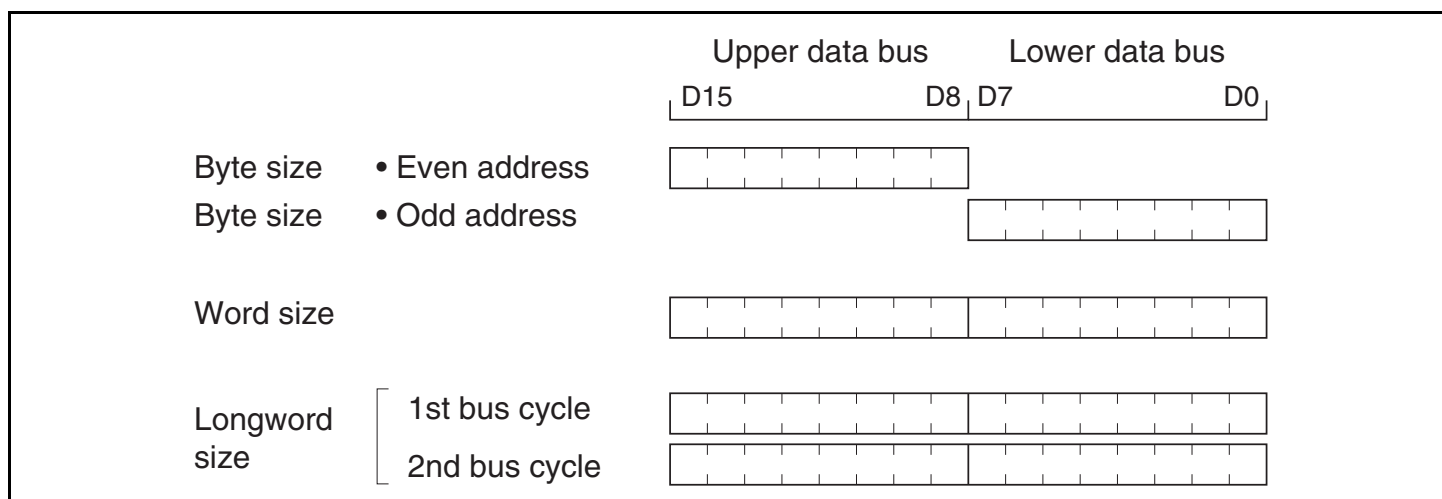 Upper data bus Lower data bus
D15 D8 D7 D0
Byte size • Even address
Byte size • Odd address
Word size
Longword size
1st bus cycle
2nd bus cycle